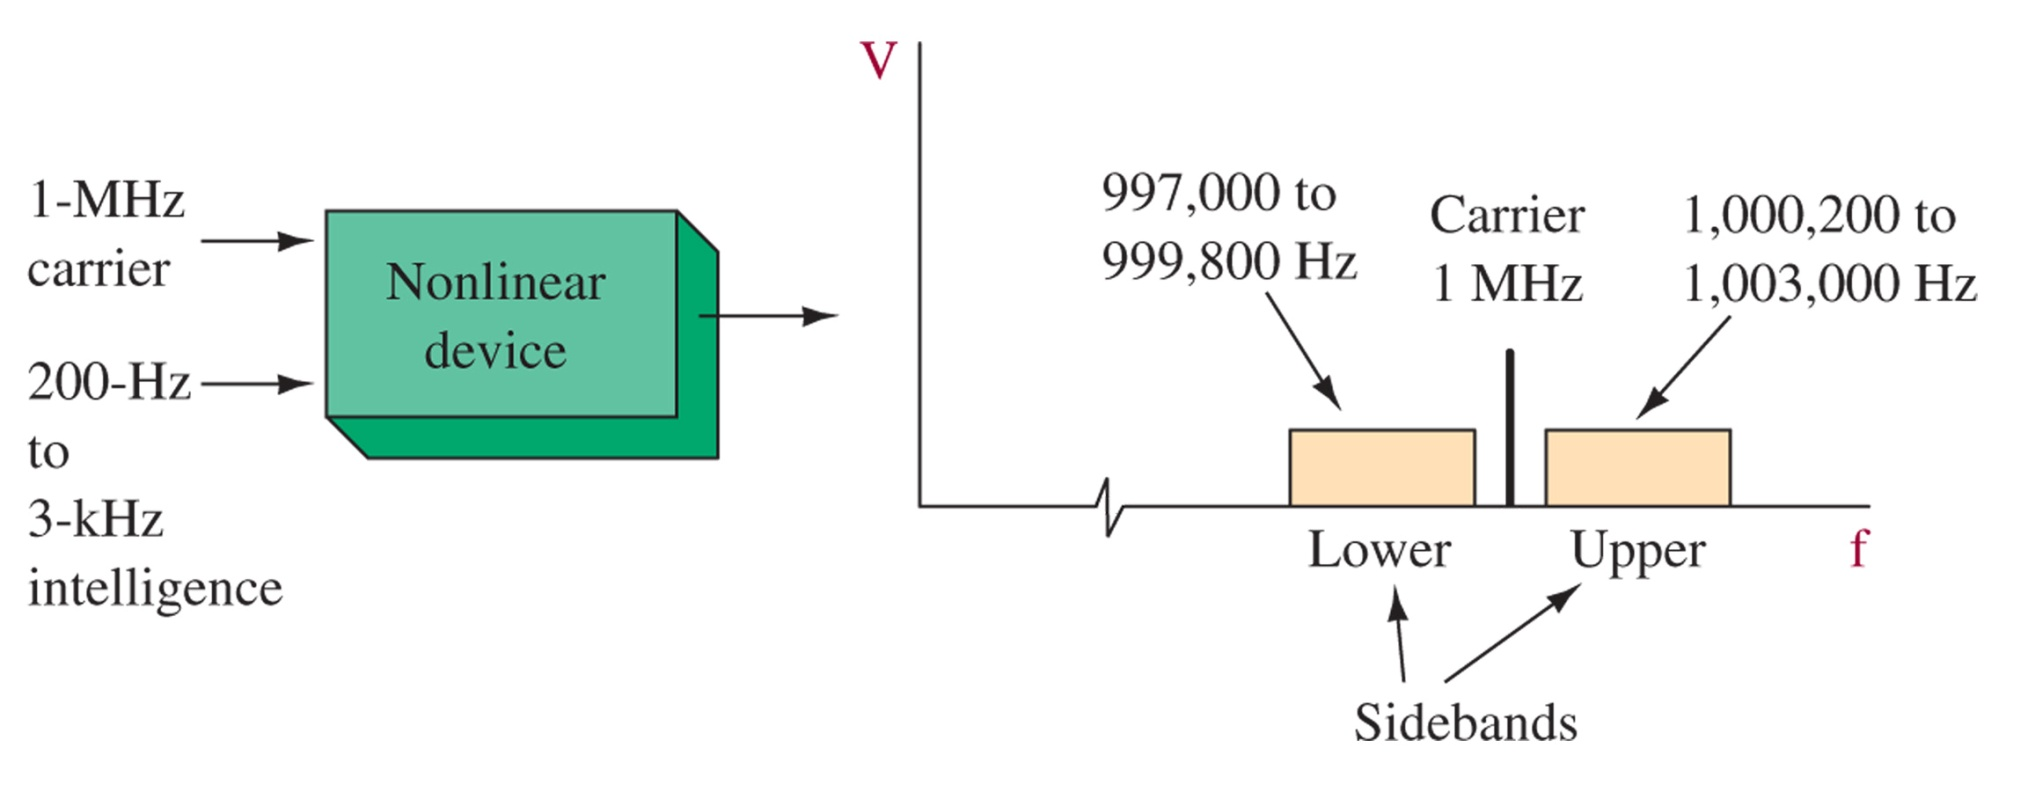 1-MHz
carrier
200-Hz
to
3-kHz
intelligence
Nonlinear
device
V
997,000 to
999,800 Hz
Carrier
1 MHz
1,000,200 to
1,003,000 Hz
Lower
Upper
f
Sidebands